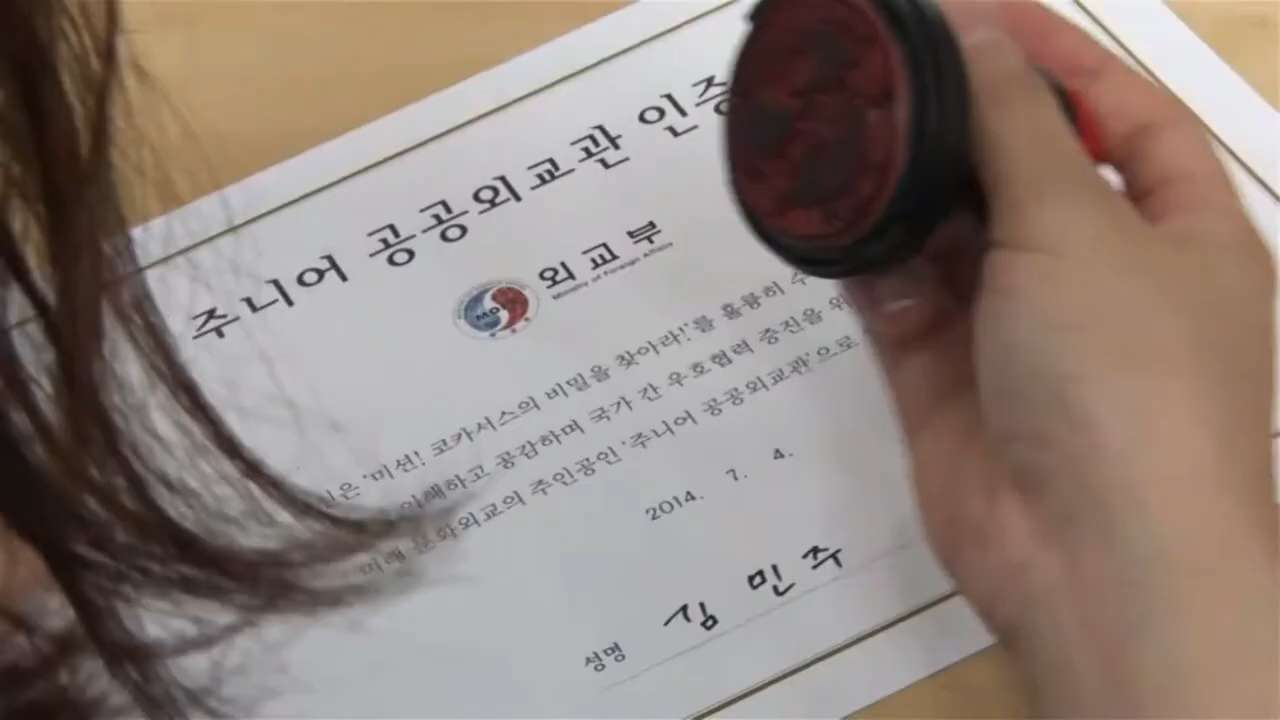 주니어 공공외교관 인증
외교부
Ministry of Foreign Affairs
'미션! 코카서스의 비밀을 찾아라!'를 훌륭히
이해하고 공감하며 국가 간 우호협력 증진을
미래 문화외교의 주인공인 '주니어 공공외교관'으로
2014. 7. 4.
성명 김민주